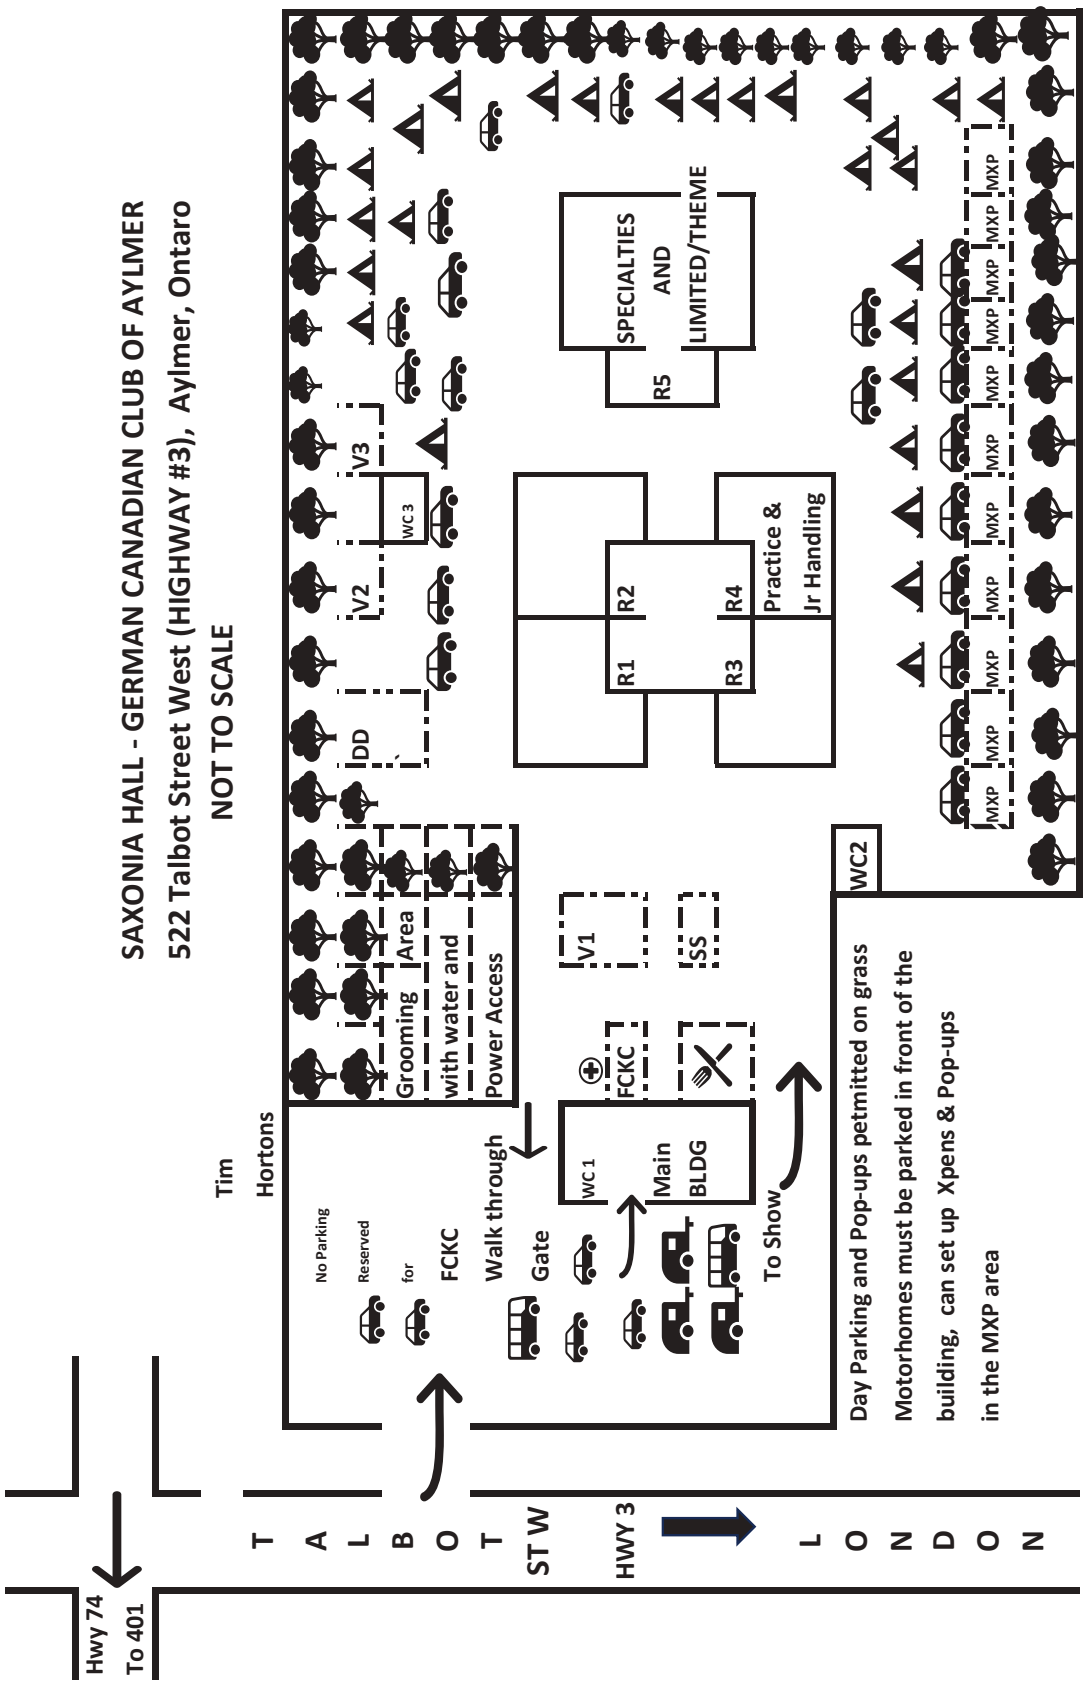 SAXONIA HALL - GERMAN CANADIAN CLUB OF AYLMER
522 Talbot Street West (HIGHWAY #3), Aylmer, Ontaro
NOT TO SCALE
Tim
Hortons
No Parking
Reserved
for
FCKC
Walk through
Gate
Grooming Area
with water and
Power Access
DD
V2
WC 3
V3
WC 1
Main
BLDG
FCKC
V1
SS
R1
R2
R3
R4
Practice &
Jr Handling
R5
SPECIALTIES
AND
LIMITED/THEME
To Show
WC2
MXP
MXP
MXP
MXP
MXP
MXP
MXP
MXP
MXP
MXP
MXP
Day Parking and Pop-ups petmitted on grass
Motorhomes must be parked in front of the
building, can set up Xpens & Pop-ups
in the MXP area
Hwy 74
To 401
T
A
L
B
O
T
ST W
HWY 3
L
O
N
D
O
N